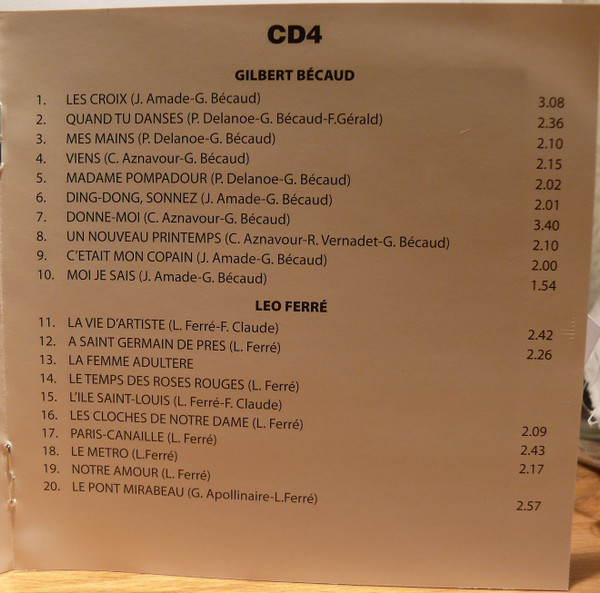 CD4
GILBERT BÉCAUD
1. LES CROIX (J. Amade-G. Bécaud) 3.08
2. QUAND TU DANSES (P. Delanoe-G. Bécaud-F.Gérald) 2.36
3. MES MAINS (P. Delanoe-G. Bécaud) 2.10
4. VIENS (C. Aznavour-G. Bécaud) 2.15
5. MADAME POMPADOUR (P. Delanoe-G. Bécaud) 2.02
6. DING-DONG, SONNEZ (J. Amade-G. Bécaud) 2.01
7. DONNE-MOI (C. Aznavour-G. Bécaud) 3.40
8. UN NOUVEAU PRINTEMPS (C. Aznavour-R. Vernadet-G. Bécaud) 2.10
9. C'ETAIT MON COPAIN (J. Amade-G. Bécaud) 2.00
10. MOI JE SAIS (J. Amade-G. Bécaud) 1.54
LEO FERRÉ
11. LA VIE D'ARTISTE (L. Ferré-F. Claude) 2.42
12. A SAINT GERMAIN DE PRES (L. Ferré) 2.26
13. LA FEMME ADULTERE
14. LE TEMPS DES ROSES ROUGES (L. Ferré)
15. L'ILE SAINT-LOUIS (L. Ferré-F. Claude)
16. LES CLOCHES DE NOTRE DAME (L. Ferré) 2.09
17. PARIS-CANAILLE (L. Ferré) 2.43
18. LE METRO (L.Ferré) 2.17
19. NOTRE AMOUR (L. Ferré)
20. LE PONT MIRABEAU (G. Apollinaire-L.Ferré) 2.57